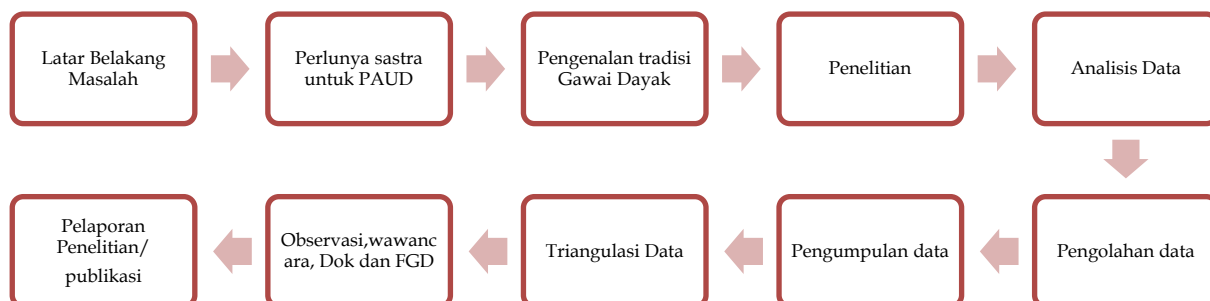 Latar Belakang
Masalah
Perlunya sastra
untuk PAUD
Pengenalan tradisi
Gawai Dayak
Penelitian
Analisis Data
Pengolahan data
Pengumpulan data
Triangulasi Data
Observasi,wawanc
ara, Dok dan FGD
Pelaporan
Penelitian/
publikasi